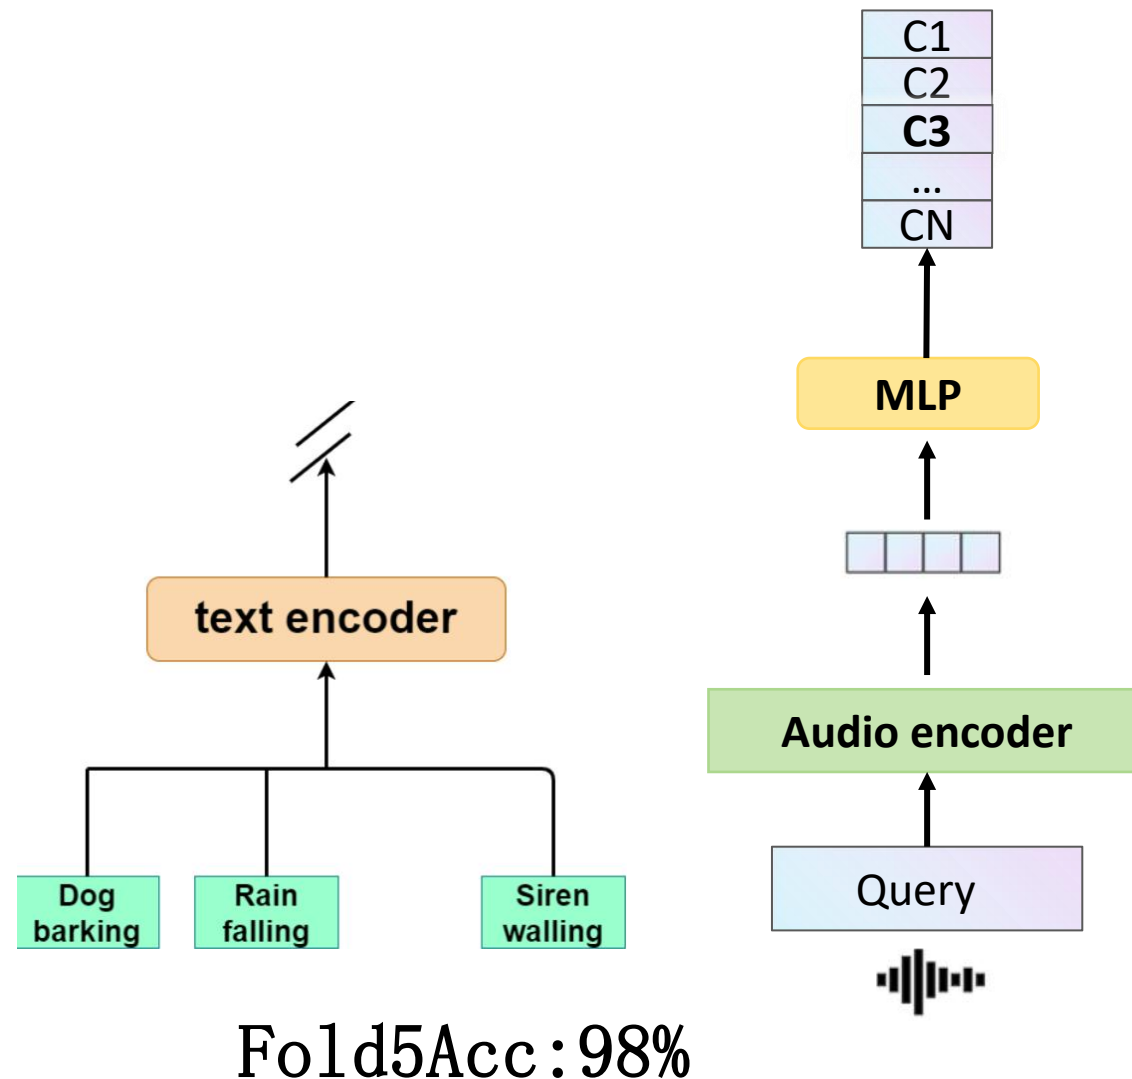 C1
C2
C3
...
CN
MLP
text encoder
Audio encoder
Dog
barking
Rain
falling
Siren
walling
Query
Fold5Acc:98%